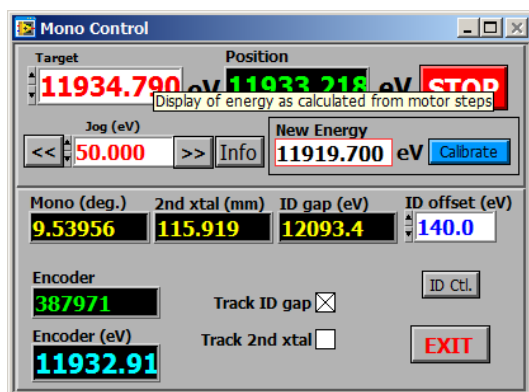 Mono Control
Target Position
11934.790 eV 11933.218 eV STOP
Display of energy as calculated from motor steps
Jog (eV) New Energy
<< 50.000 >> Info 11919.700 eV Calibrate
Mono (deg.) 2nd xtal (mm) ID gap (eV) ID offset (eV)
9.53956 115.919 12093.4 140.0
Encoder
387971 Track ID gap ID Ctl.
Encoder (eV) Track 2nd xtal
11932.91 EXIT